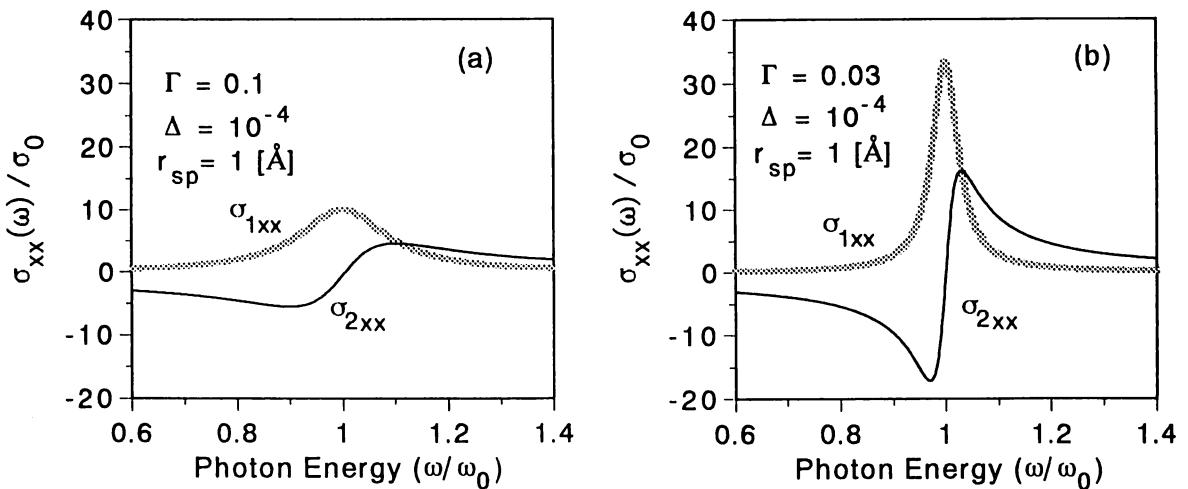 σxx(ω) / σ0
40
30
20
10
0
-10
-20
(a)
Γ = 0.1
Δ = 10-4
rsp= 1 [Å]
σ1xx
σ2xx
0.6 0.8 1 1.2 1.4
Photon Energy (ω/ω0)
σxx(ω) / σ0
40
30
20
10
0
-10
-20
(b)
Γ = 0.03
Δ = 10-4
rsp= 1 [Å]
σ1xx
σ2xx
0.6 0.8 1 1.2 1.4
Photon Energy (ω/ω0)